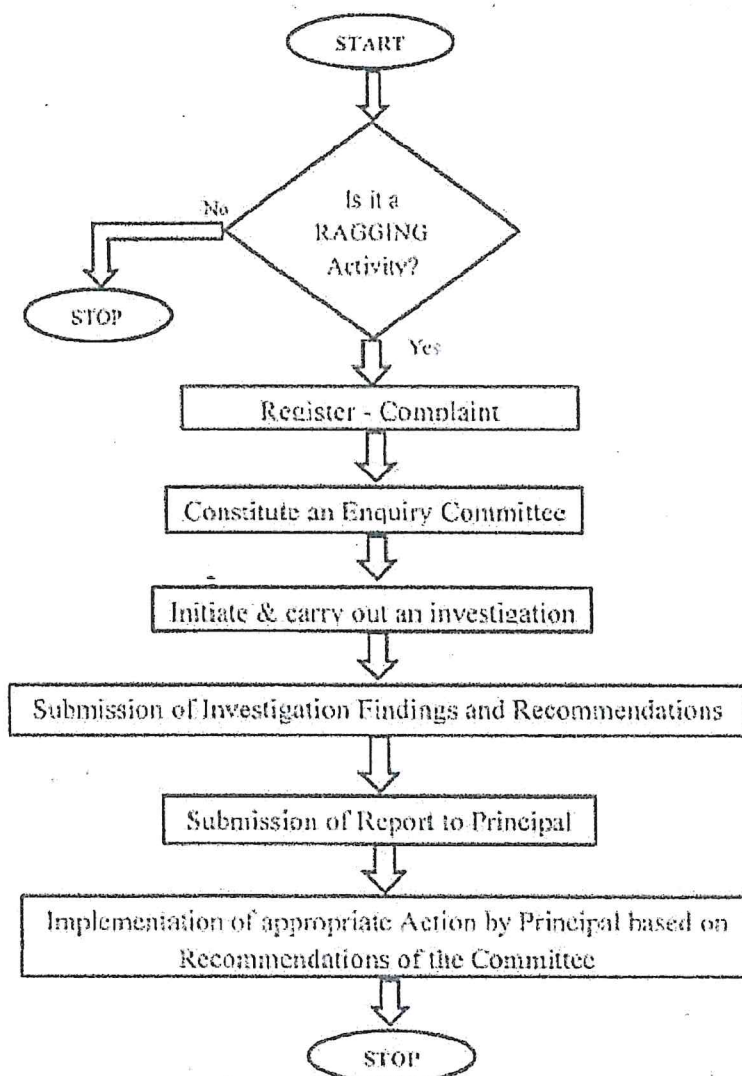 START
Is it a
RAGGING
Activity?
No
STOP
Yes
Register - Complaint
Constitute an Enquiry Committee
Initiate & carry out an investigation
Submission of Investigation Findings and Recommendations
Submission of Report to Principal
Implementation of appropriate Action by Principal based on
Recommendations of the Committee
STOP